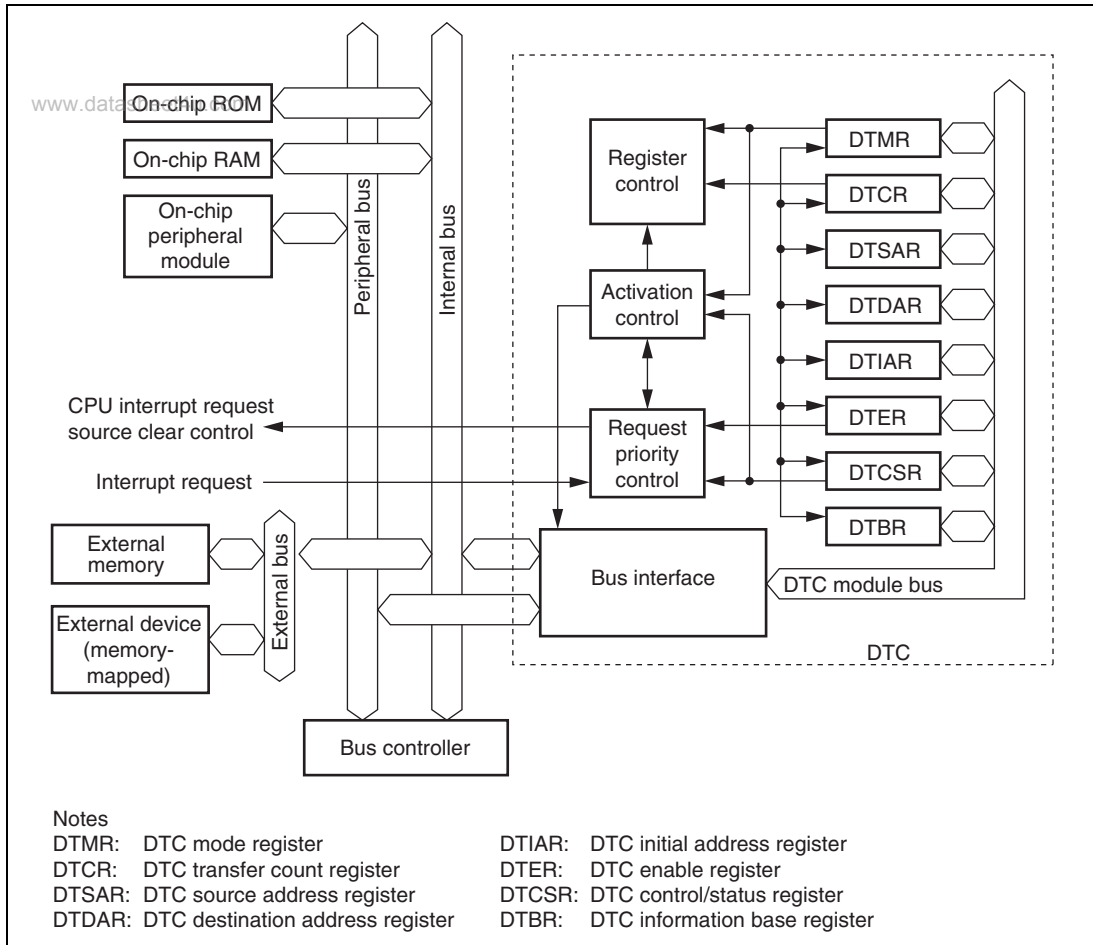 www.datasheet4u.com
On-chip ROM
On-chip RAM
On-chip
peripheral
module
Peripheral bus
Internal bus
Register
control
Activation
control
Request
priority
control
DTMR
DTCR
DTSAR
DTDAR
DTIAR
DTER
DTCSR
DTBR
CPU interrupt request
source clear control
Interrupt request
External
memory
External device
(memory-
mapped)
External bus
Bus interface
DTC module bus
DTC
Bus controller
Notes
DTMR: DTC mode register
DTCR: DTC transfer count register
DTSAR: DTC source address register
DTDAR: DTC destination address register
DTIAR: DTC initial address register
DTER: DTC enable register
DTCSR: DTC control/status register
DTBR: DTC information base register